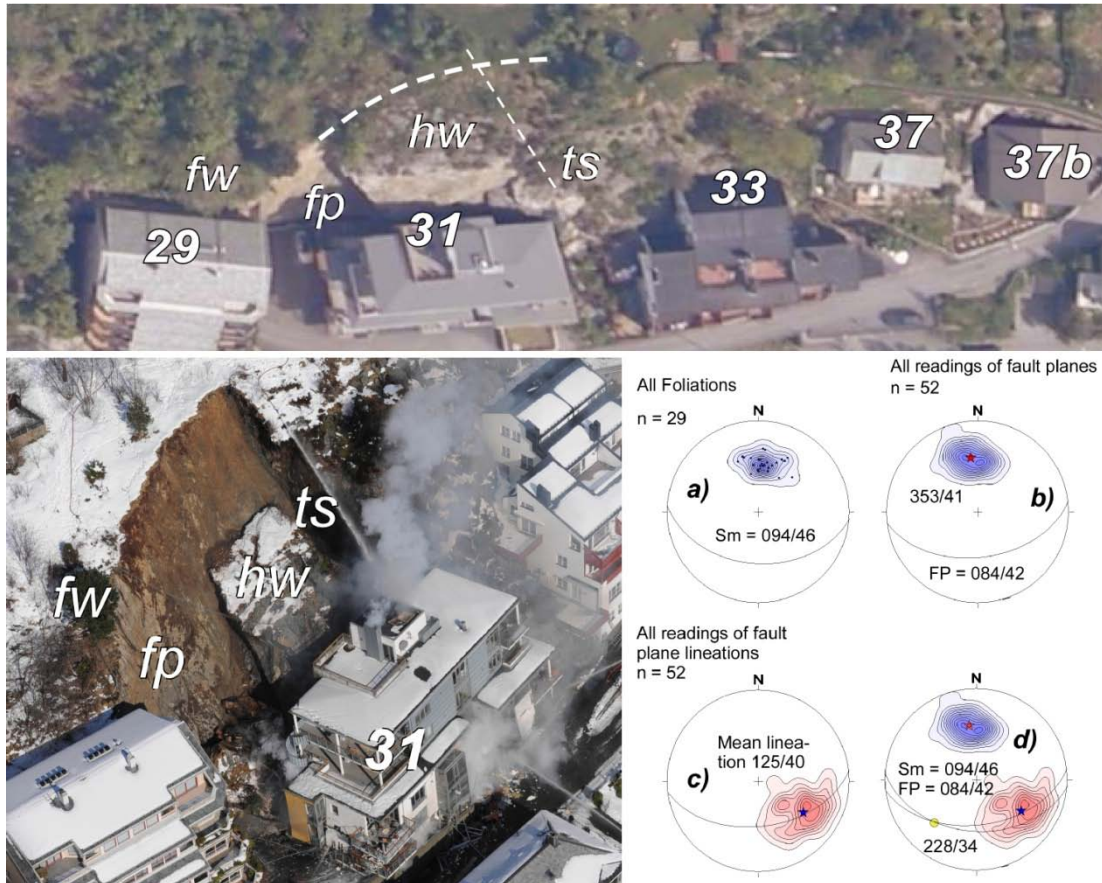 fw
hw
fp
ts
29
31
33
37
37b
fw
fp
hw
ts
31
All Foliations
n = 29
N
a)
Sm = 094/46
All readings of fault planes
n = 52
N
353/41
b)
FP = 084/42
All readings of fault
plane lineations
n = 52
N
Mean linea-
tion 125/40
c)
N
d)
Sm = 094/46
FP = 084/42
228/34